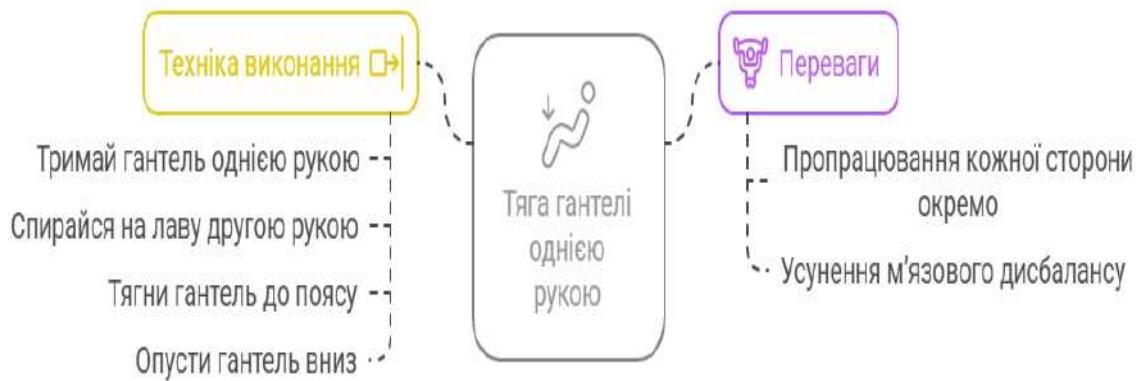 Техніка виконання
Тримай гантель однією рукою
Спирайся на лаву другою рукою
Тягни гантель до поясу
Опусти гантель вниз
Тяга гантелі
однією
рукою
Переваги
Пропрацювання кожної сторони
окремо
Усунення м'язового дисбалансу